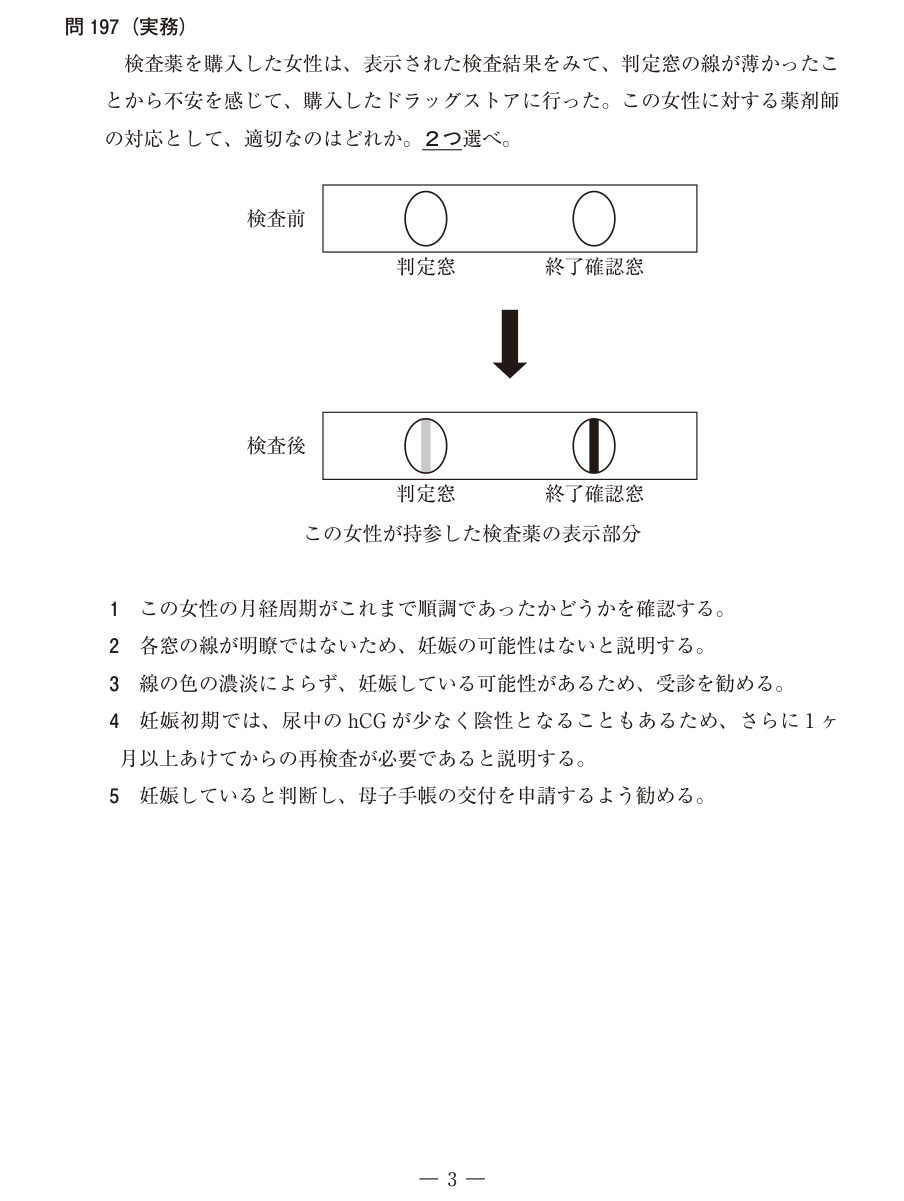 問 197（実務）
検査薬を購入した女性は、表示された検査結果をみて、判定窓の線が薄かったこ
とから不安を感じて、購入したドラッグストアに行った。この女性に対する薬剤師
の対応として、適切なのはどれか。２つ選べ。
検査前
判定窓 終了確認窓
検査後
判定窓 終了確認窓
この女性が持参した検査薬の表示部分
1 この女性の月経周期がこれまで順調であったかどうかを確認する。
2 各窓の線が明瞭ではないため、妊娠の可能性はないと説明する。
3 線の色の濃淡によらず、妊娠している可能性があるため、受診を勧める。
4 妊娠初期では、尿中の hCG が少なく陰性となることもあるため、さらに 1 ヶ
月以上あけてからの再検査が必要であると説明する。
5 妊娠していると判断し、母子手帳の交付を申請するよう勧める。
— 3 —